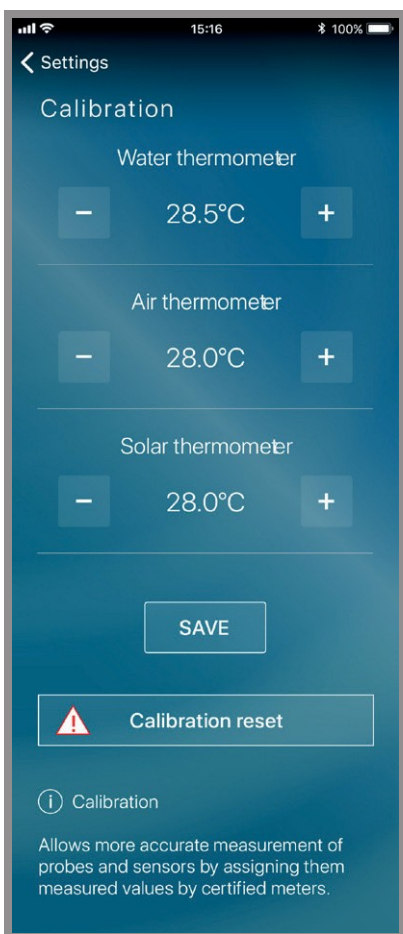 15:16
100%
Settings
Calibration
Water thermometer
− 28.5°C +
Air thermometer
− 28.0°C +
Solar thermometer
− 28.0°C +
SAVE
! Calibration reset
i Calibration
Allows more accurate measurement of
probes and sensors by assigning them
measured values by certified meters.